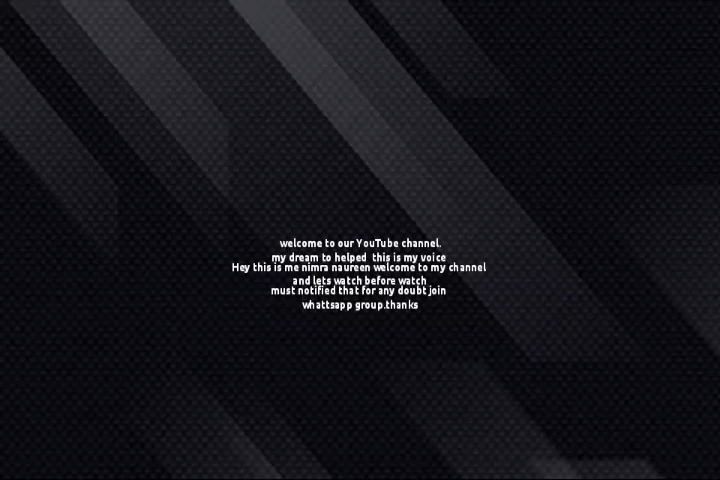 welcome to our YouTube channel.
my dream to helped this is my voice
Hey this is me nimra naureen welcome to my channel
and lets watch before watch
must notified that for any doubt join
whattsapp group.thanks